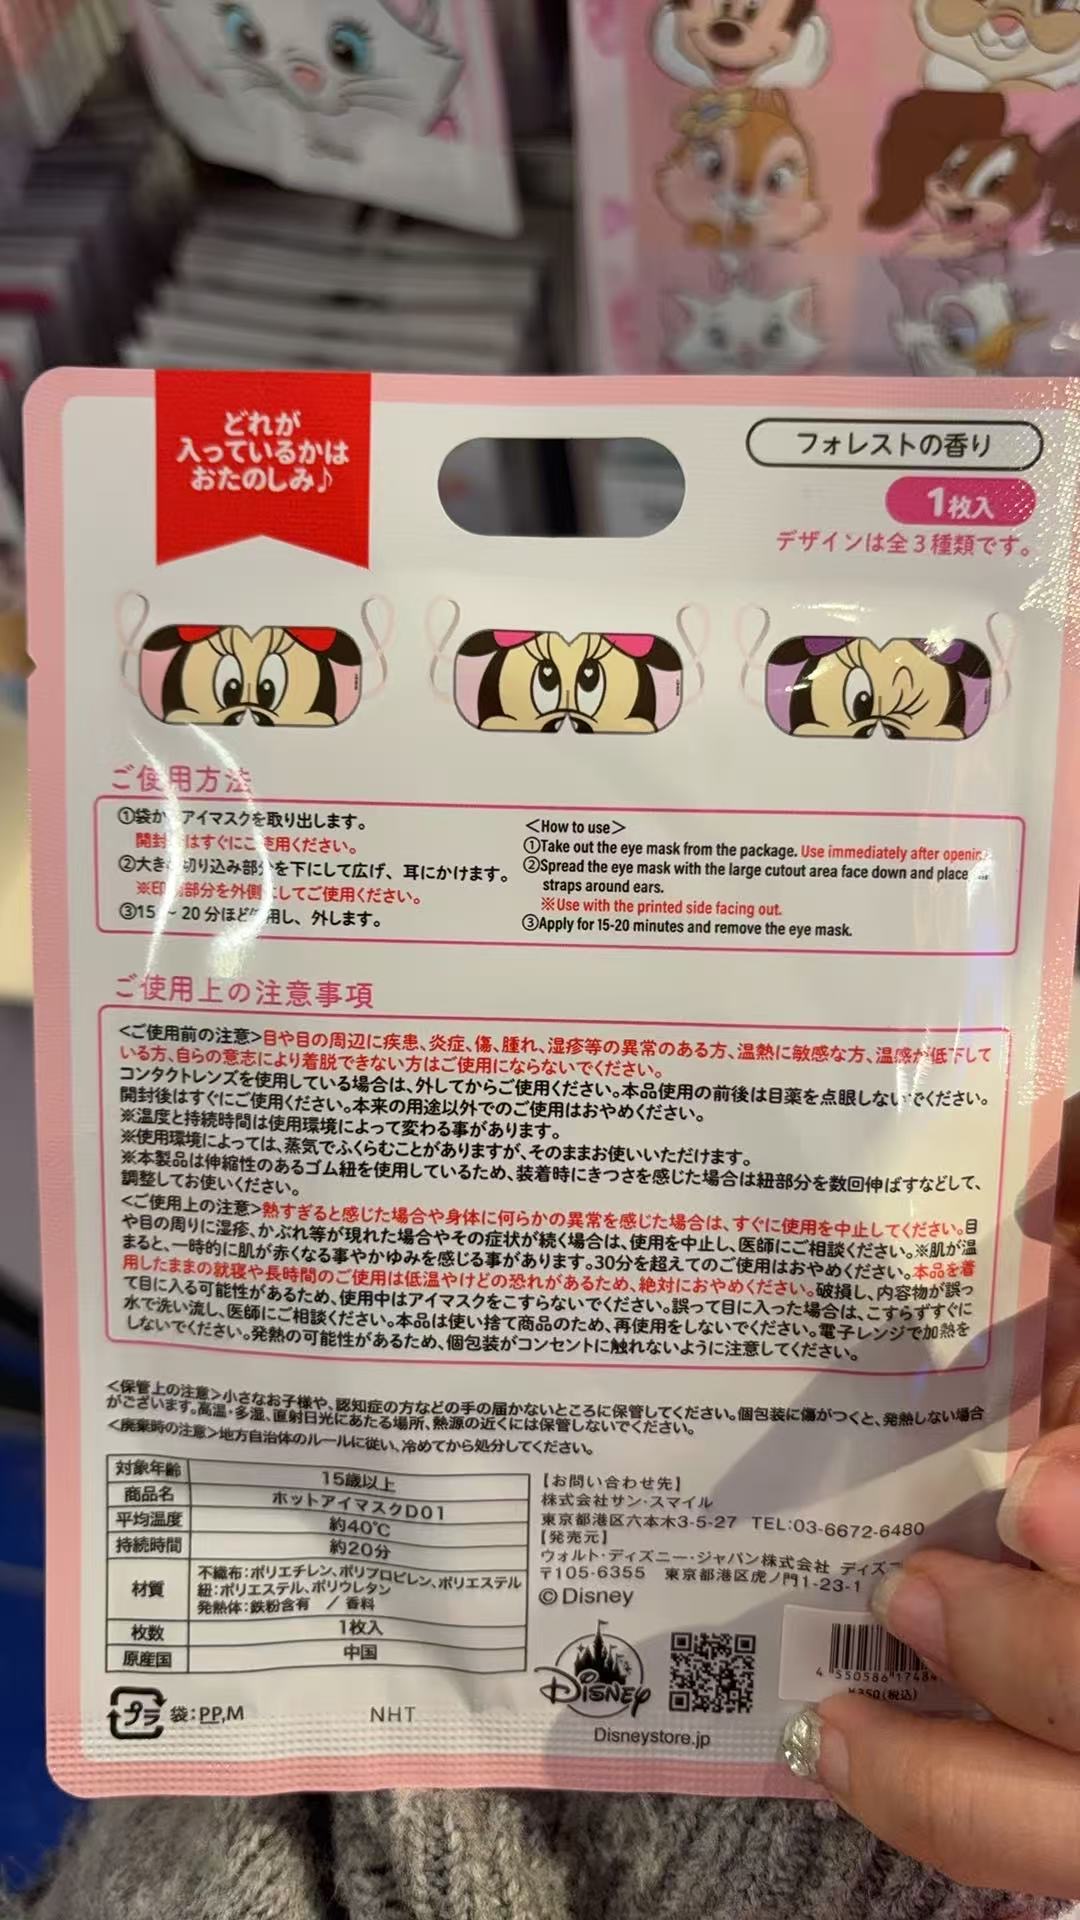 どれが
入っているかは
おたのしみ♪
フォレストの香り
1枚入
デザインは全3種類です。
ご使用方法
①袋か アイマスクを取り出します。
開封 はすぐにご使用ください。
②大き 切り込み部分を下にして広げ、耳にかけます。
※印 部分を外側 してご使用ください。
③15 ~ 20分ほど 用し、外します。
<How to use>
①Take out the eye mask from the package. Use immediately after opening.
②Spread the eye mask with the large cutout area face down and place
straps around ears.
※Use with the printed side facing out.
③Apply for 15-20 minutes and remove the eye mask.
ご使用上の注意事項
<ご使用前の注意>目や目の周辺に疾患、炎症、傷、腫れ、湿疹等の異常のある方、温熱に敏感な方、温感が低下して
いる方、自らの意志により着脱できない方はご使用にならないでください。
コンタクトレンズを使用している場合は、外してからご使用ください。本品使用の前後は目薬を点眼しないでください。
開封後はすぐにご使用ください。本来の用途以外でのご使用はおやめください。
※温度と持続時間は使用環境によって変わる事があります。
※使用環境によっては、蒸気でふくらむことがありますが、そのままお使いいただけます。
※本製品は伸縮性のあるゴム紐を使用しているため、装着時にきつさを感じた場合は紐部分を数回伸ばすなどして、
調整してお使いください。
<ご使用上の注意>熱すぎると感じた場合や身体に何らかの異常を感じた場合は、すぐに使用を中止してください。目
や目の周りに湿疹、かぶれ等が現れた場合やその症状が続く場合は、使用を中止し、医師にご相談ください。※肌が温
まると、一時的に肌が赤くなる事やかゆみを感じる事があります。30分を超えてのご使用はおやめください。本品を着
用したままの就寝や長時間のご使用は低温やけどの恐れがあるため、絶対におやめください。破損し、内容物が誤っ
て目に入る可能性があるため、使用中はアイマスクをこすらないでください。誤って目に入った場合は、こすらずすぐに
水で洗い流し、医師にご相談ください。本品は使い捨て商品のため、再使用をしないでください。電子レンジで加熱を
しないでください。発熱の可能性があるため、個包装がコンセントに触れないように注意してください。
<保管上の注意>小さなお子様や、認知症の方などの手の届かないところに保管してください。個包装に傷がつくと、発熱しない場合
がございます。高温・多湿、直射日光にあたる場所、熱源の近くには保管しないでください。
<廃棄時の注意>地方自治体のルールに従い、冷めてから処分してください。
対象年齢 15歳以上
商品名 ホットアイマスクD01
平均温度 約40℃
持続時間 約20分
材質 不織布:ポリエチレン、ポリプロピレン、ポリエステル
紐:ポリエステル、ポリウレタン
発熱体:鉄粉含有 / 香料
枚数 1枚入
原産国 中国
【お問い合わせ先】
株式会社サン・スマイル
東京都港区六本木3-5-27 TEL:03-6672-6480
【発売元】
ウォルト・ディズニー・ジャパン株式会社 ディズ
〒105-6355 東京都港区虎ノ門1-23-1
©Disney
Disney
Disneystore.jp
4 550586 17484
¥350(税込)
プラ 袋:PP,M
NHT